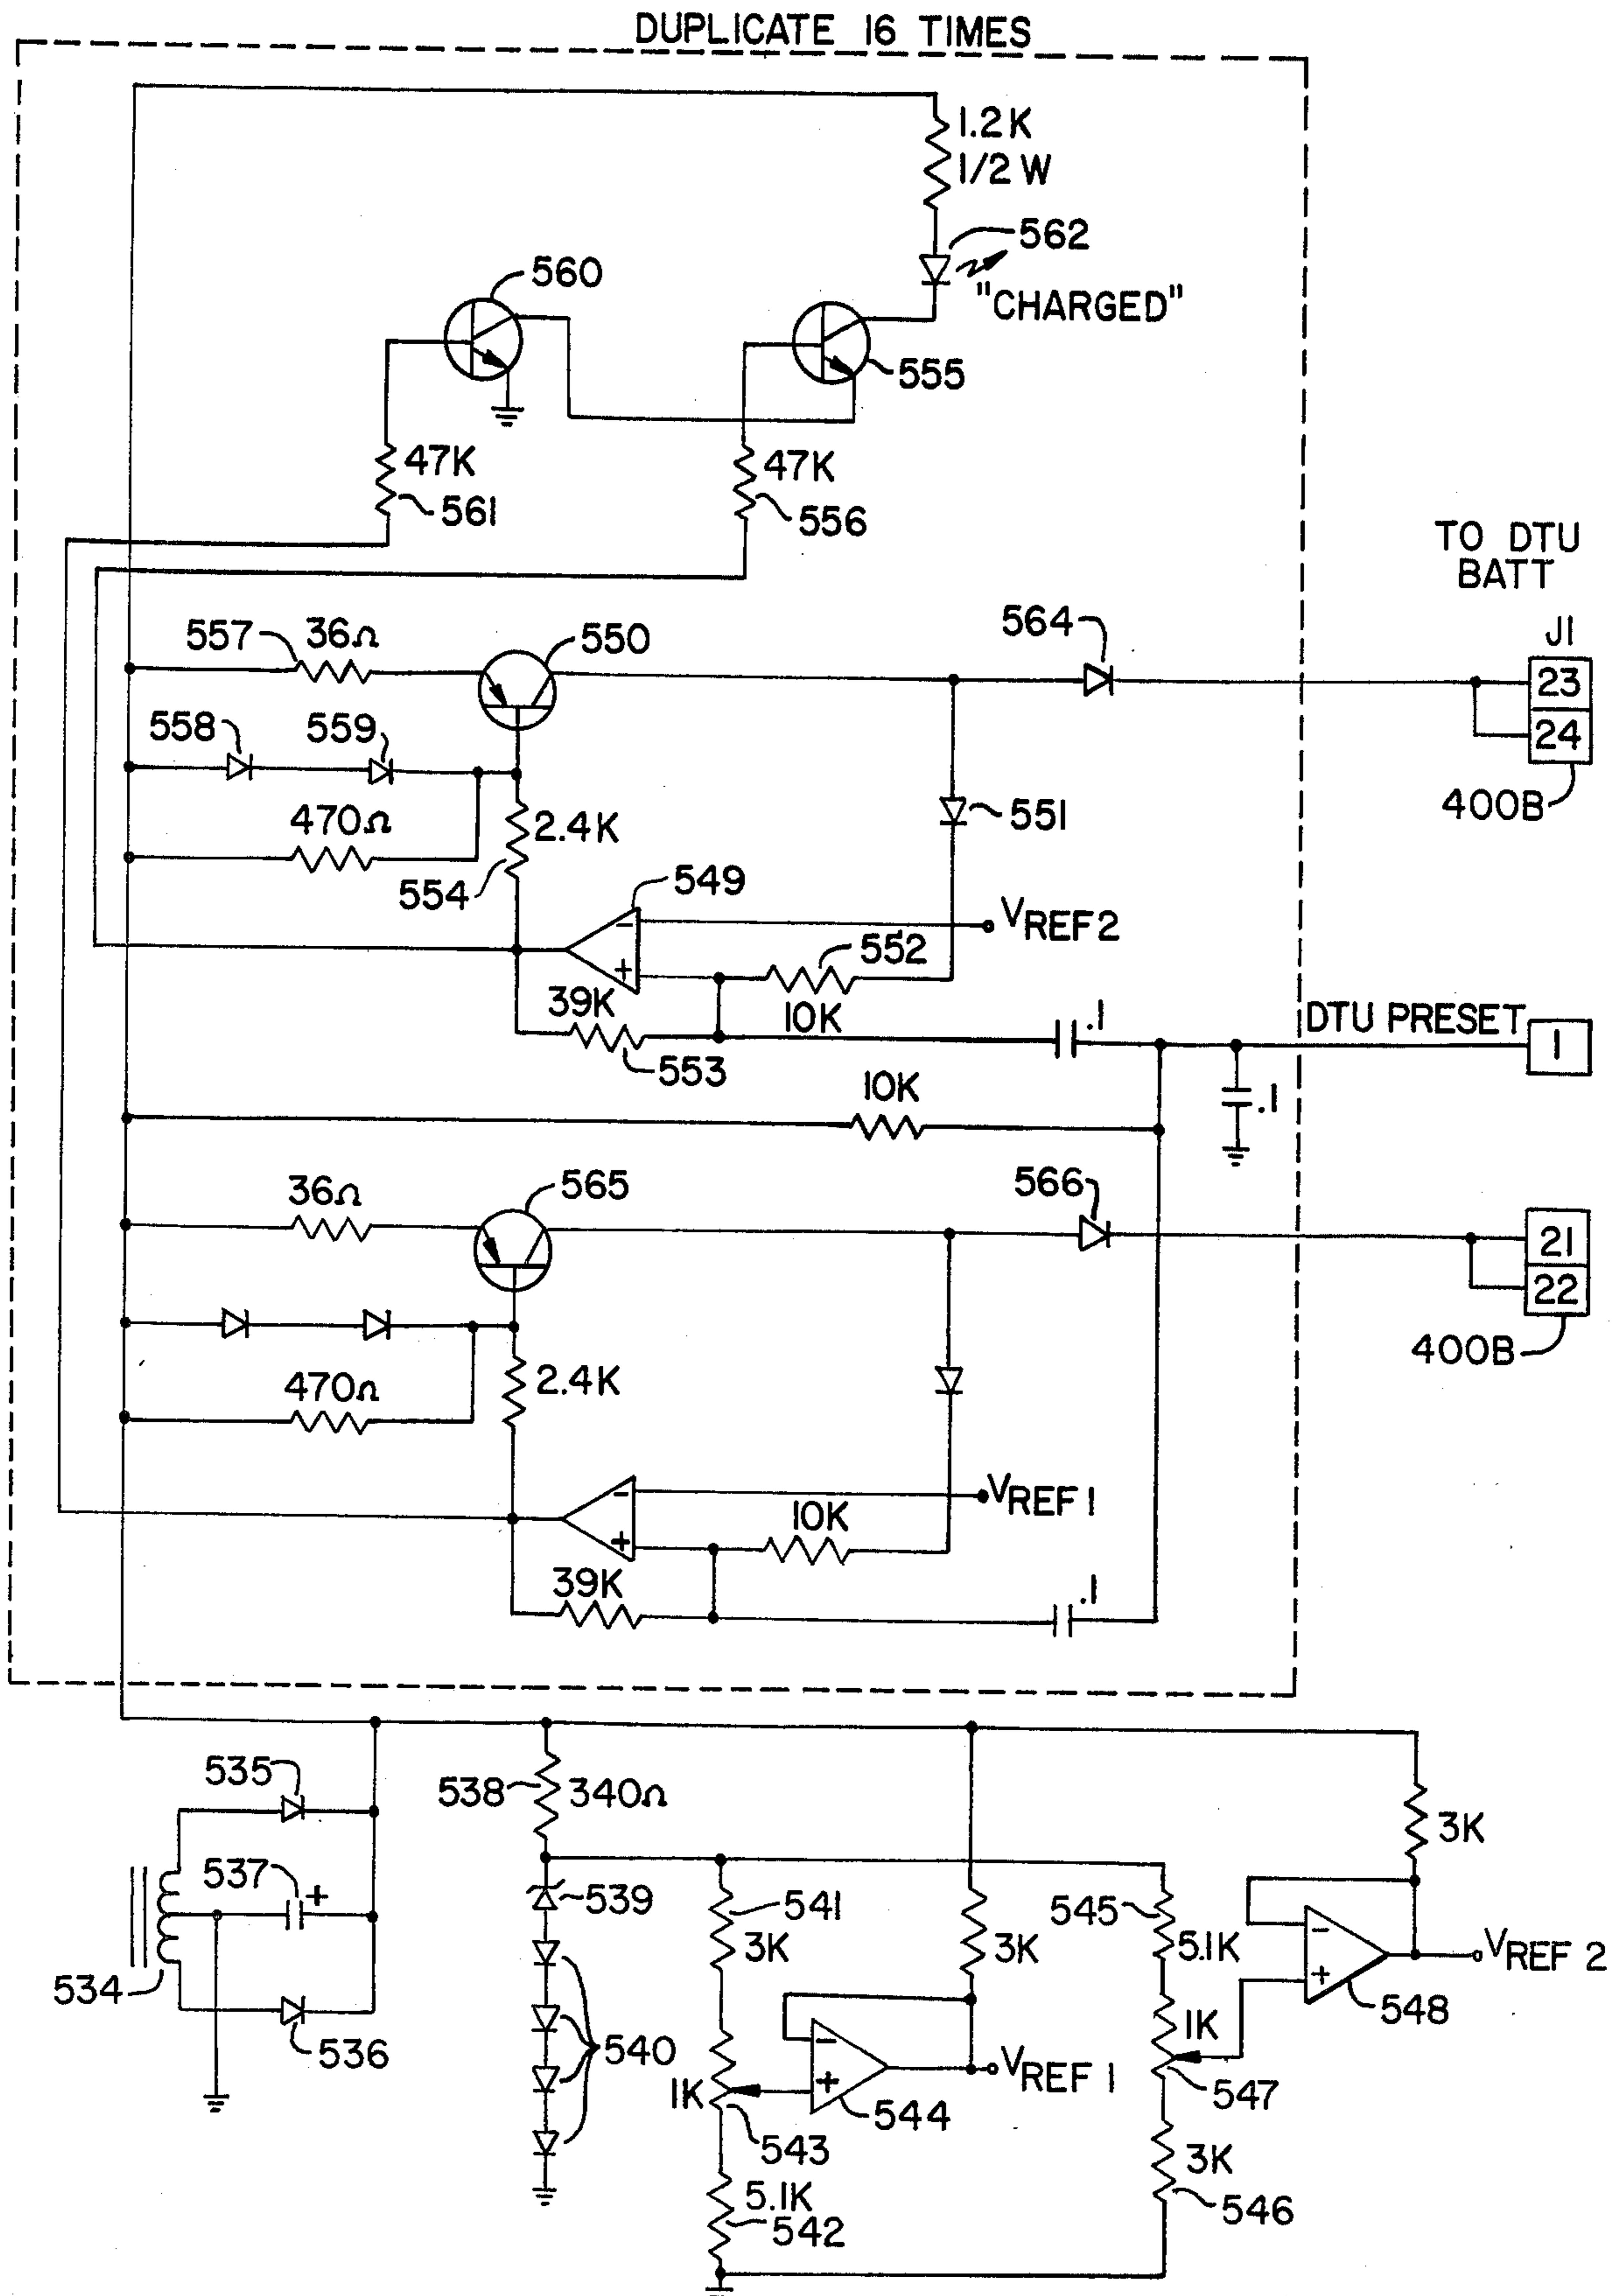 DUPLICATE 16 TIMES
1.2K
1/2 W
562
"CHARGED"
560
555
47K
561
47K
556
TO DTU
BATT
J1
557
36Ω
550
564
23
24
400B
558
559
470Ω
2.4K
554
551
549
-
+
VREF2
552
10K
39K
553
.1
DTU PRESET
1
.1
10K
36Ω
565
566
21
22
400B
470Ω
2.4K
-
+
VREF1
10K
39K
.1
535
537
+
534
536
538
340Ω
539
540
541
3K
1K
543
5.1K
542
3K
-
+
544
VREF 1
545
5.1K
1K
547
3K
546
3K
-
+
548
VREF 2